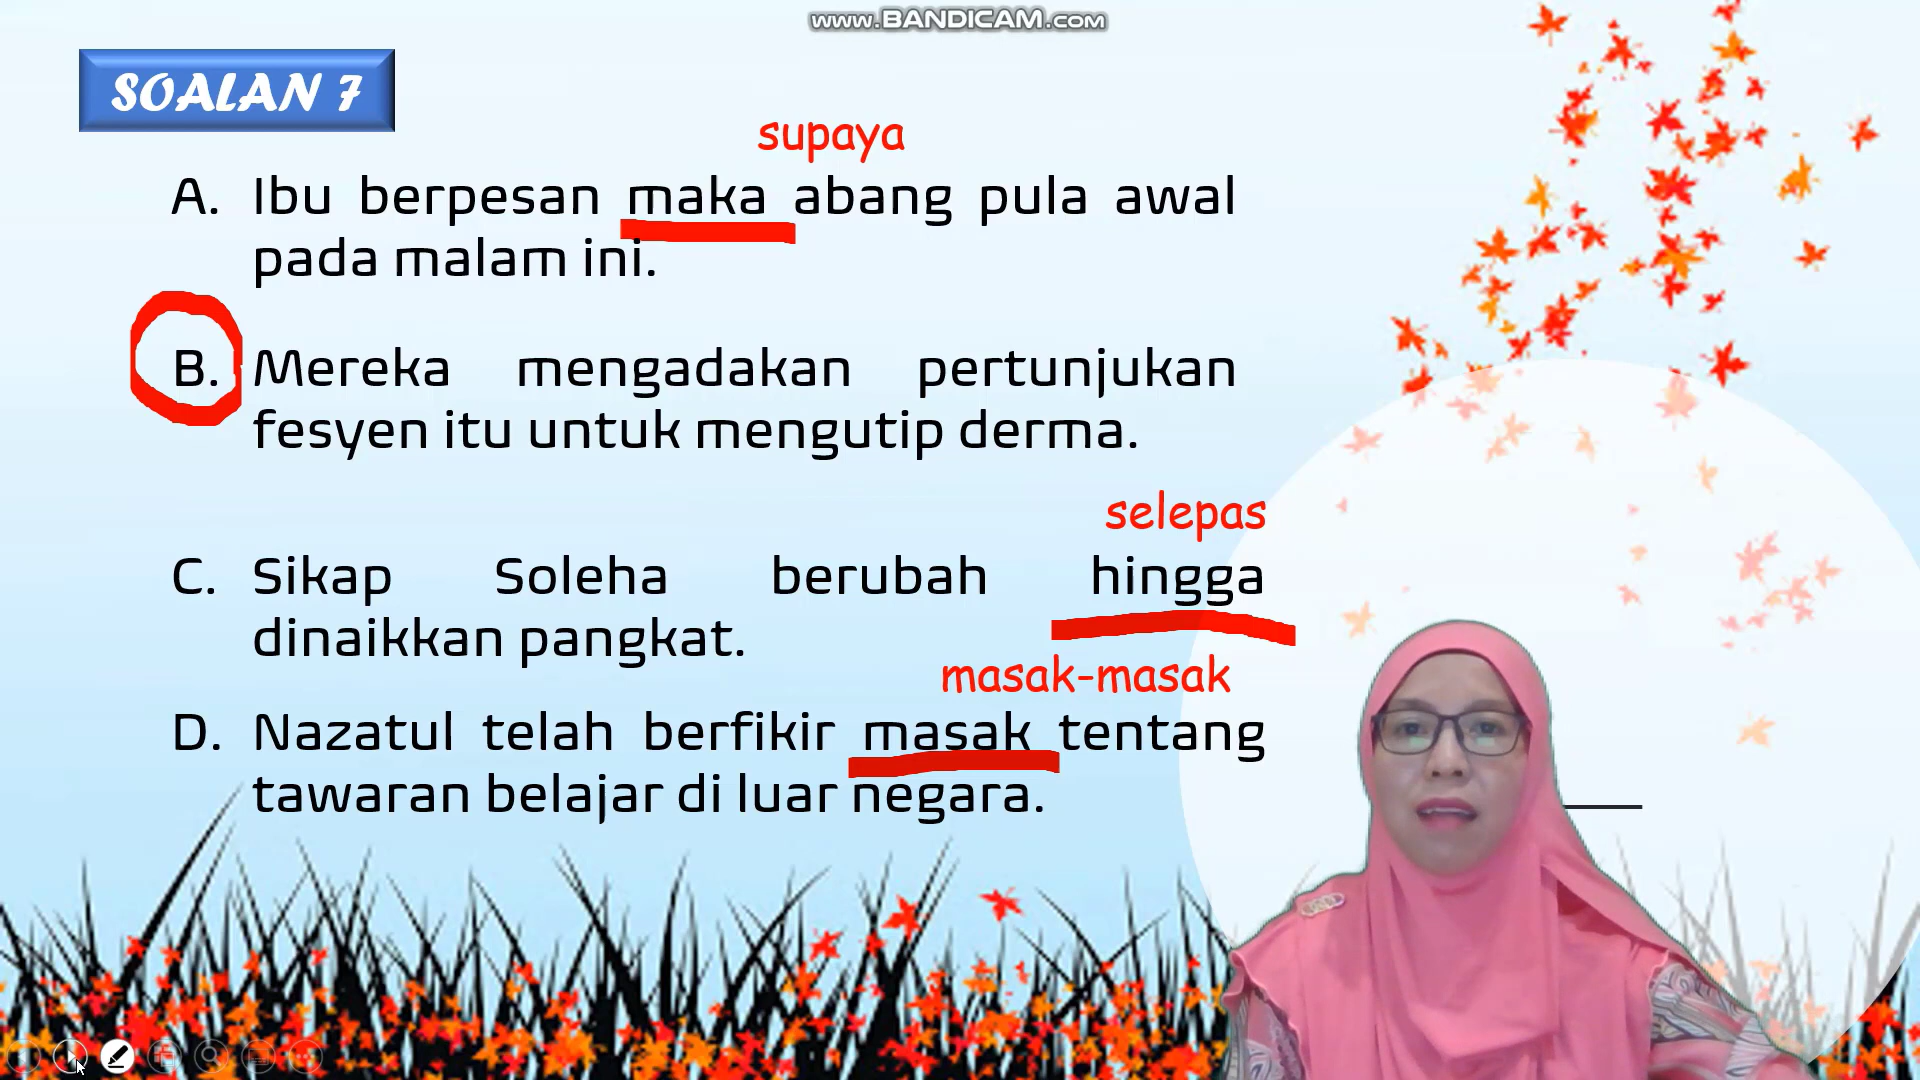 www.BANDICAM.com
SOALAN 7
supaya
A. Ibu berpesan maka abang pula awal
pada malam ini.
B. Mereka mengadakan pertunjukan
fesyen itu untuk mengutip derma.
selepas
C. Sikap Soleha berubah hingga
dinaikkan pangkat.
masak-masak
D. Nazatul telah berfikir masak tentang
tawaran belajar di luar negara.